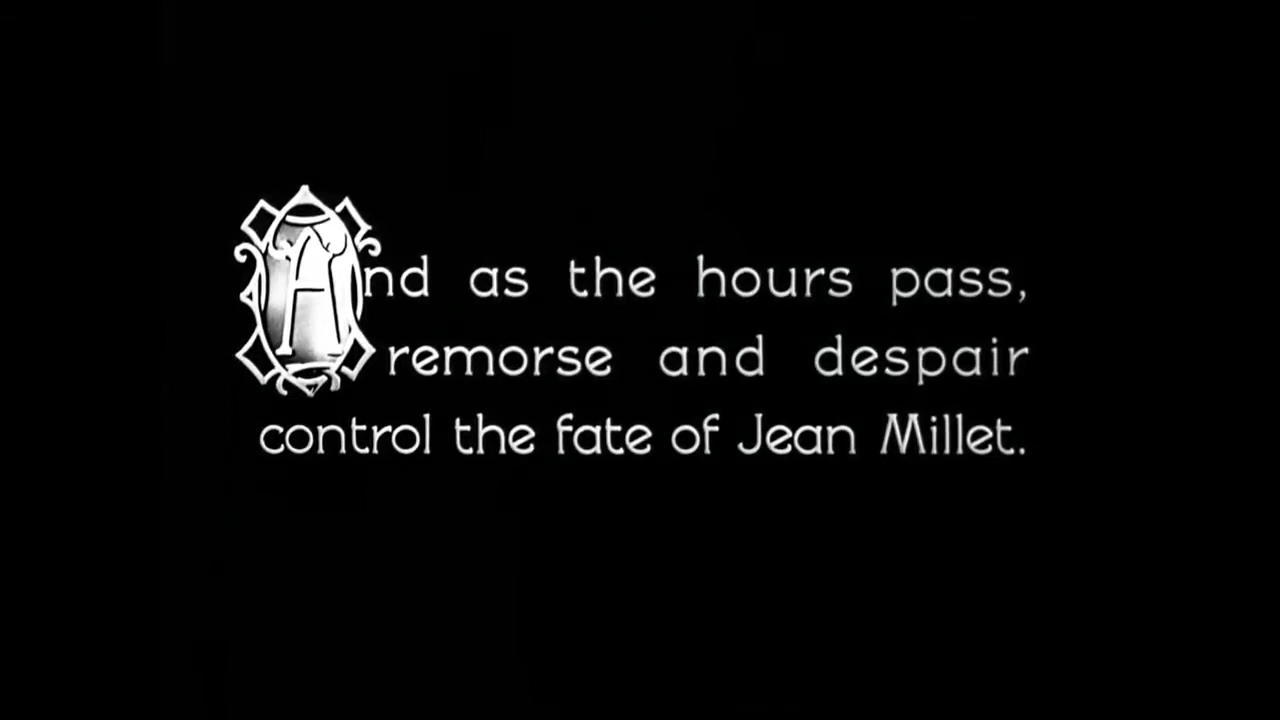 And as the hours pass,
remorse and despair
control the fate of Jean Millet.